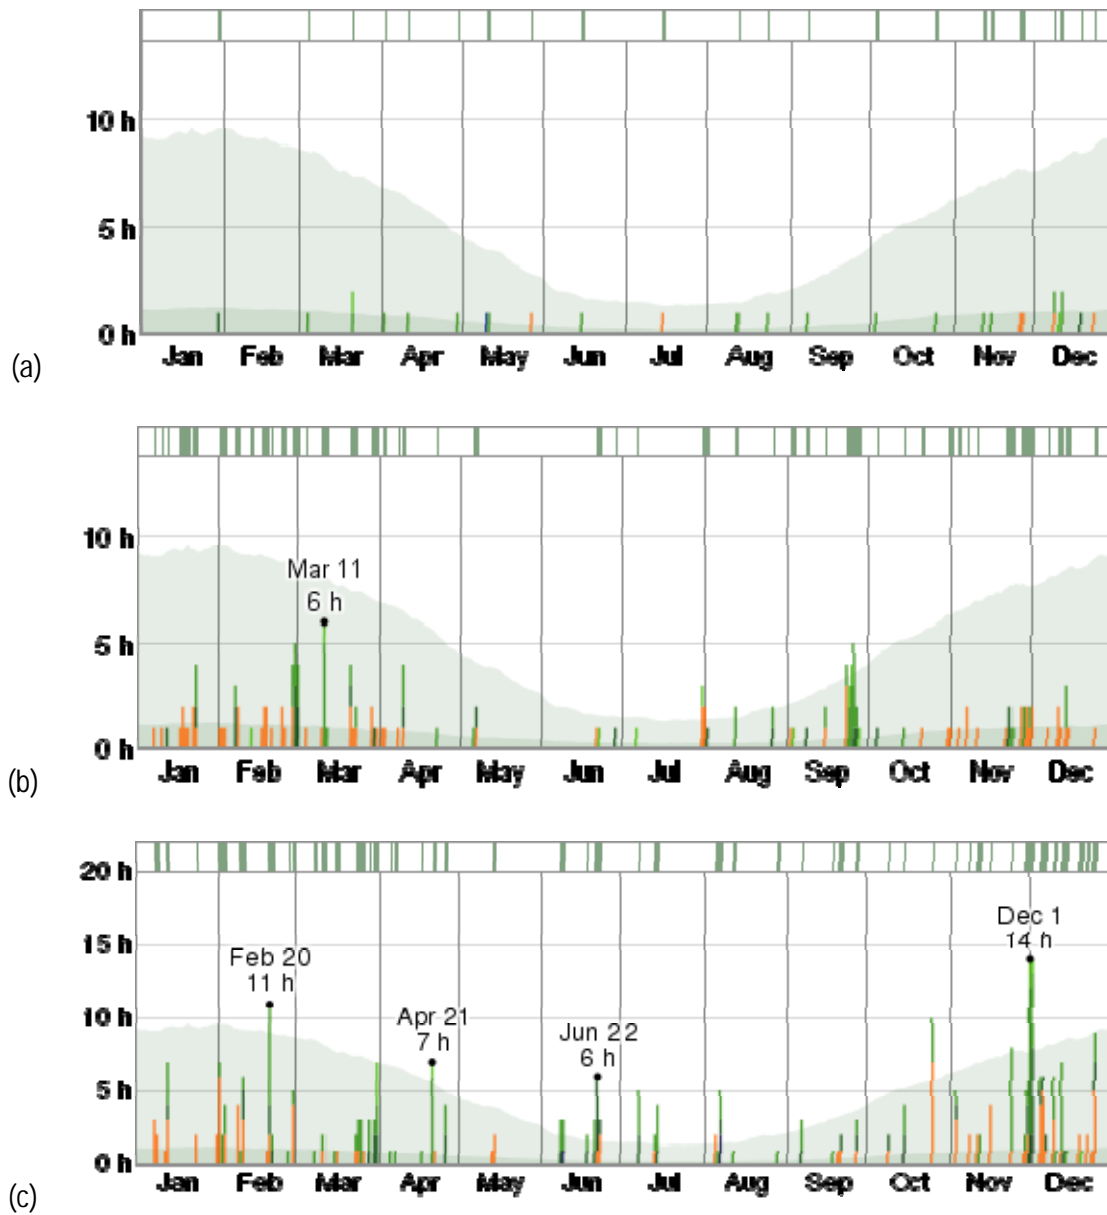 10 h
5 h
0 h
Jan Feb Mar Apr May Jun Jul Aug Sep Oct Nov Dec
(a)
10 h
Mar 11
6 h
5 h
0 h
Jan Feb Mar Apr May Jun Jul Aug Sep Oct Nov Dec
(b)
20 h
15 h
Dec 1
14 h
Feb 20
11 h
10 h
Apr 21
7 h
Jun 22
6 h
5 h
0 h
Jan Feb Mar Apr May Jun Jul Aug Sep Oct Nov Dec
(c)